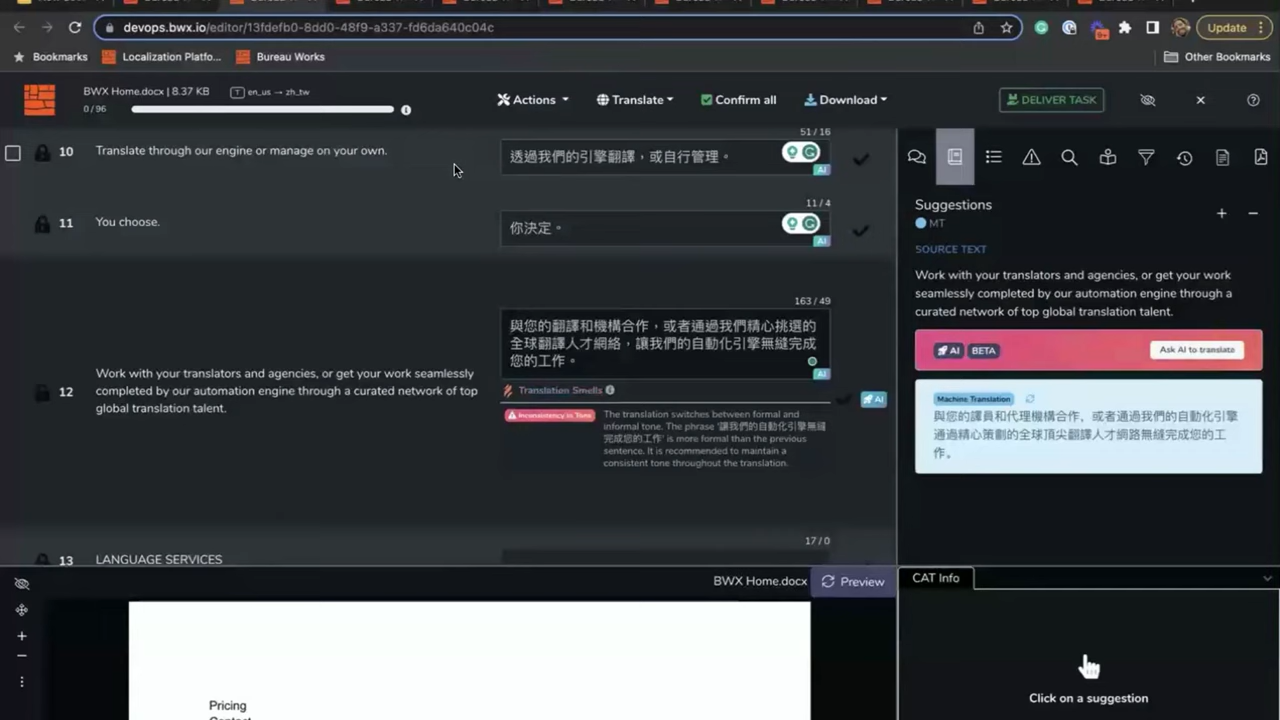 devops.bwx.io/editor/13fdefb0-8dd0-48f9-a337-fd6da640c04c
Update
Bookmarks
Localization Platfo...
Bureau Works
Other Bookmarks
BWX Home.docx | 8.37 KB
en_us → zh_tw
0/96
Actions
Translate
Confirm all
Download
DELIVER TASK
51 / 16
10
Translate through our engine or manage on your own.
透過我們的引擎翻譯，或自行管理。
AI
11 / 4
11
You choose.
你決定。
AI
163 / 49
12
Work with your translators and agencies, or get your work seamlessly
completed by our automation engine through a curated network of top
global translation talent.
與您的翻譯和機構合作，或者通過我們精心挑選的
全球翻譯人才網絡，讓我們的自動化引擎無縫完成
您的工作。
AI
Translation Smells
AI
Inconsistency in Tone
The translation switches between formal and
informal tone. The phrase '讓我們的自動化引擎無縫
完成您的工作' is more formal than the previous
sentence. It is recommended to maintain a
consistent tone throughout the translation.
17 / 0
13
LANGUAGE SERVICES
Suggestions
MT
SOURCE TEXT
Work with your translators and agencies, or get your work
seamlessly completed by our automation engine through a
curated network of top global translation talent.
AI
BETA
Ask AI to translate
Machine Translation
與您的譯員和代理機構合作，或者通過我們的自動化引擎
通過精心策劃的全球頂尖翻譯人才網路無縫完成您的工
作。
BWX Home.docx
Preview
CAT Info
Click on a suggestion
Pricing